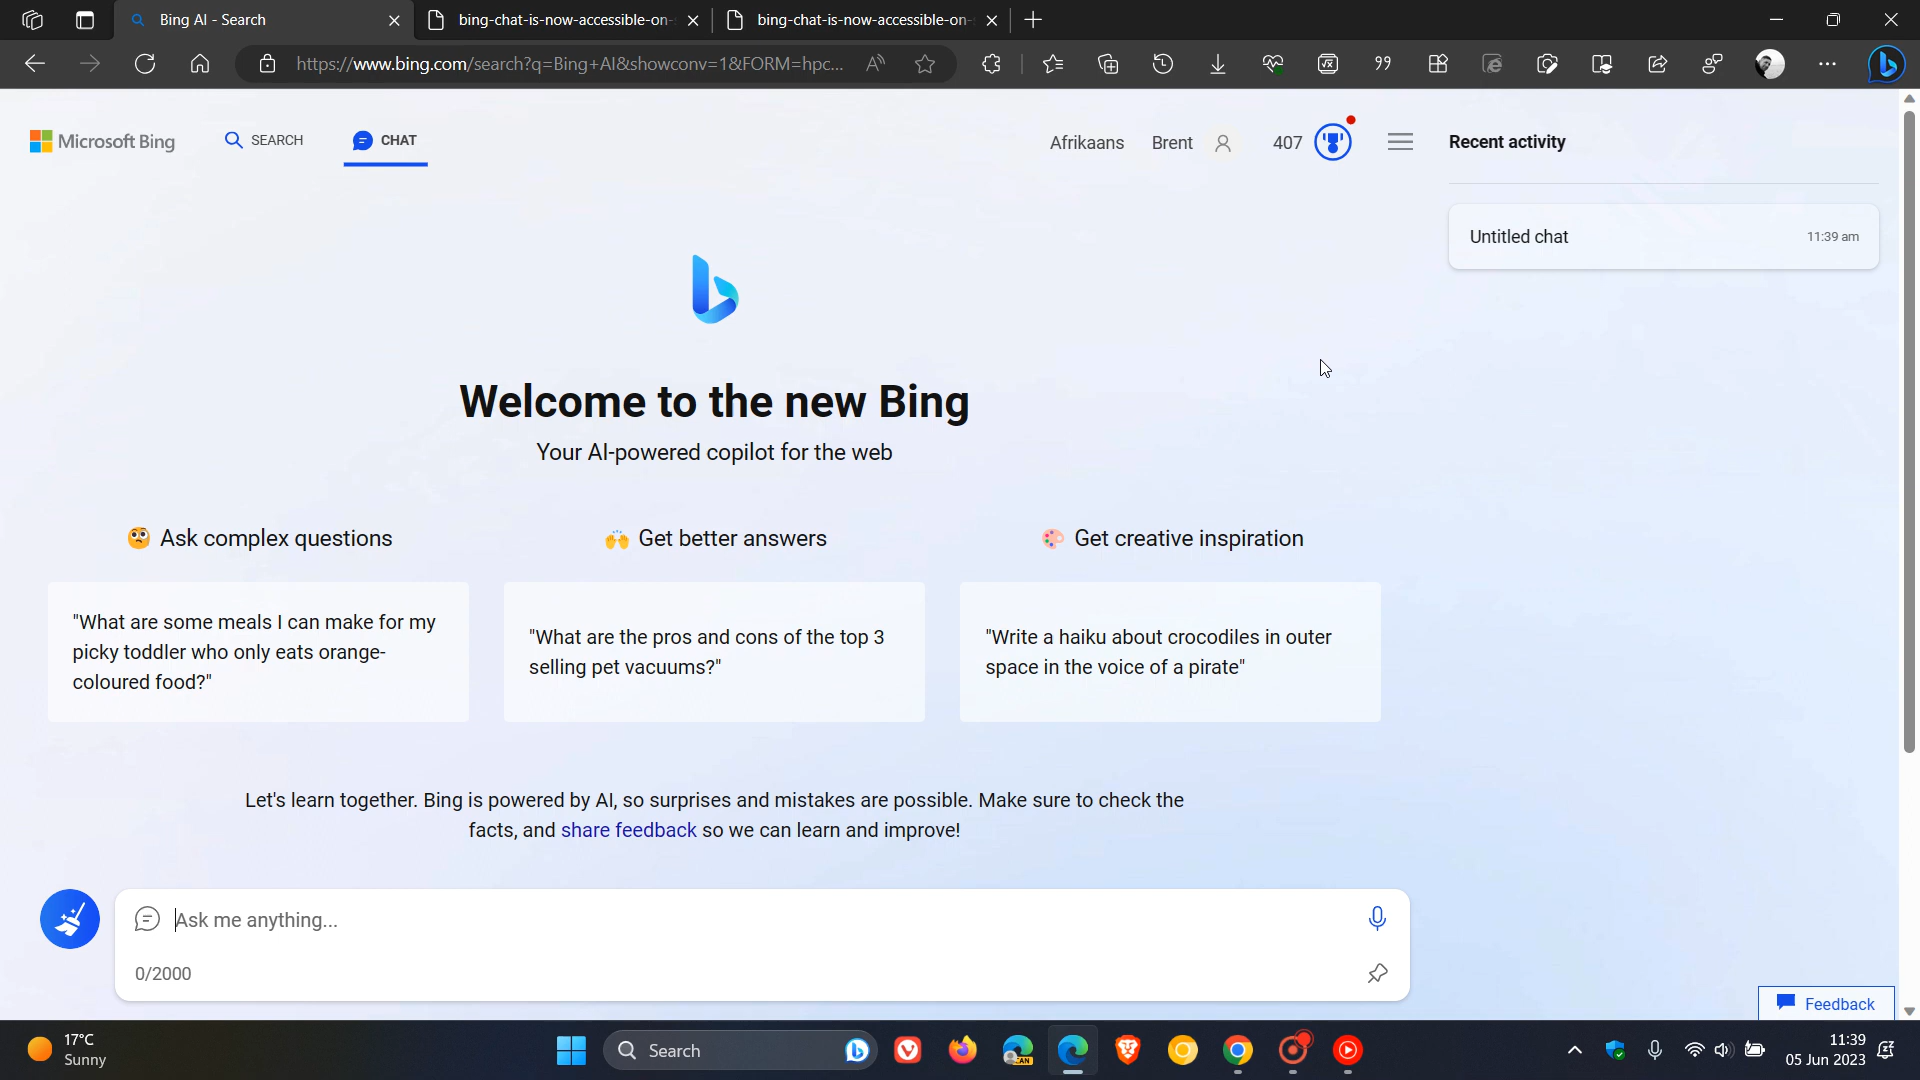 Bing AI - Search
bing-chat-is-now-accessible-on-
bing-chat-is-now-accessible-on-
https://www.bing.com/search?q=Bing+AI&showconv=1&FORM=hpc...
Microsoft Bing
SEARCH
CHAT
Afrikaans
Brent
407
Recent activity
Untitled chat
11:39 am
Welcome to the new Bing
Your AI-powered copilot for the web
Ask complex questions
Get better answers
Get creative inspiration
"What are some meals I can make for my
picky toddler who only eats orange-
coloured food?"
"What are the pros and cons of the top 3
selling pet vacuums?"
"Write a haiku about crocodiles in outer
space in the voice of a pirate"
Let's learn together. Bing is powered by AI, so surprises and mistakes are possible. Make sure to check the
facts, and share feedback so we can learn and improve!
Ask me anything...
0/2000
Feedback
17°C
Sunny
Search
CAN
11:39
05 Jun 2023